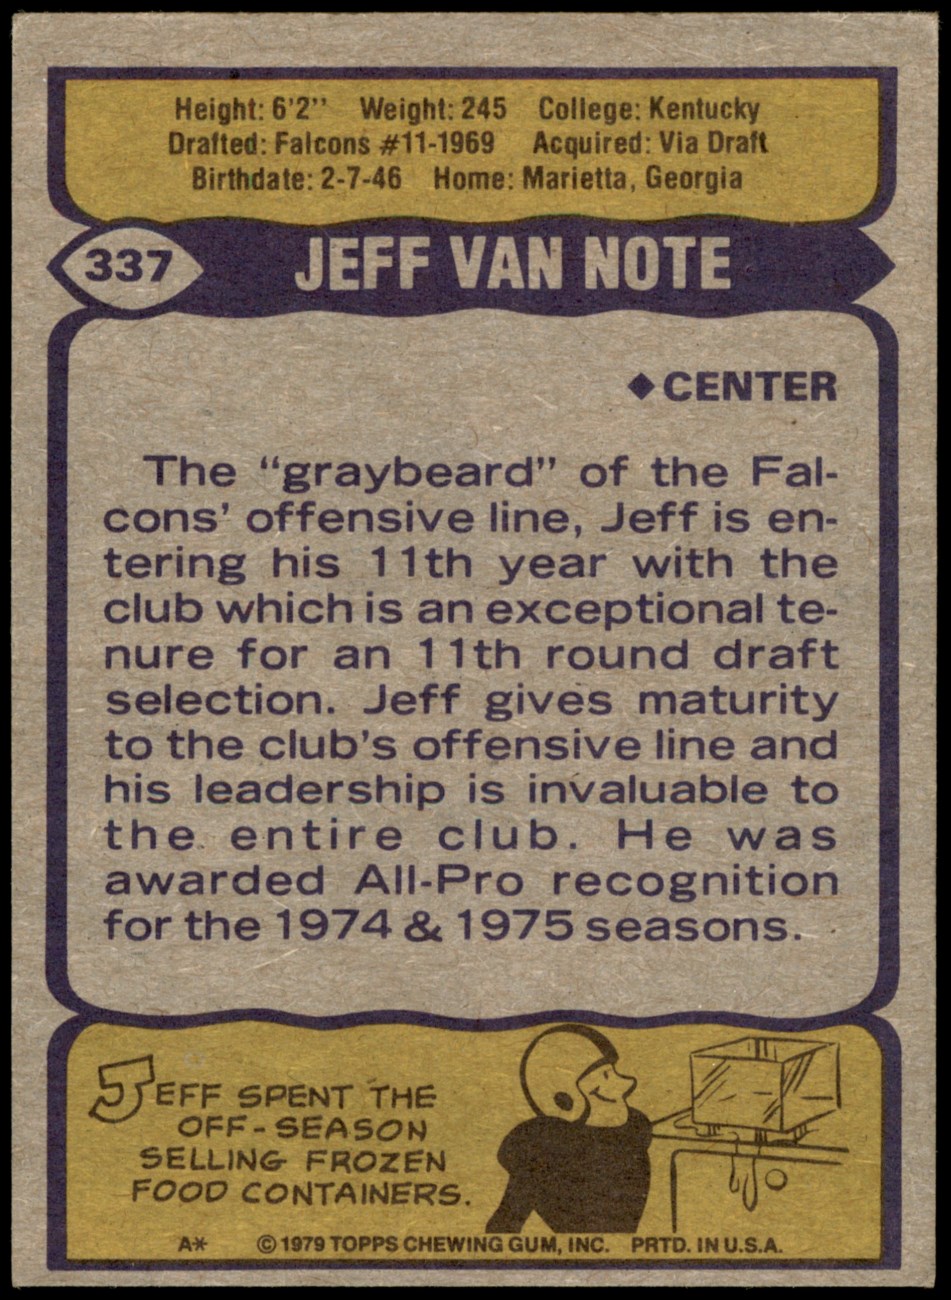 Height: 6'2" Weight: 245 College: Kentucky
Drafted: Falcons #11-1969 Acquired: Via Draft
Birthdate: 2-7-46 Home: Marietta, Georgia
337 JEFF VAN NOTE
◆CENTER
The “graybeard” of the Fal-
cons’ offensive line, Jeff is en-
tering his 11th year with the
club which is an exceptional te-
nure for an 11th round draft
selection. Jeff gives maturity
to the club’s offensive line and
his leadership is invaluable to
the entire club. He was
awarded All-Pro recognition
for the 1974 & 1975 seasons.
JEFF SPENT THE
OFF-SEASON
SELLING FROZEN
FOOD CONTAINERS.
A* © 1979 TOPPS CHEWING GUM, INC. PRTD. IN U.S.A.